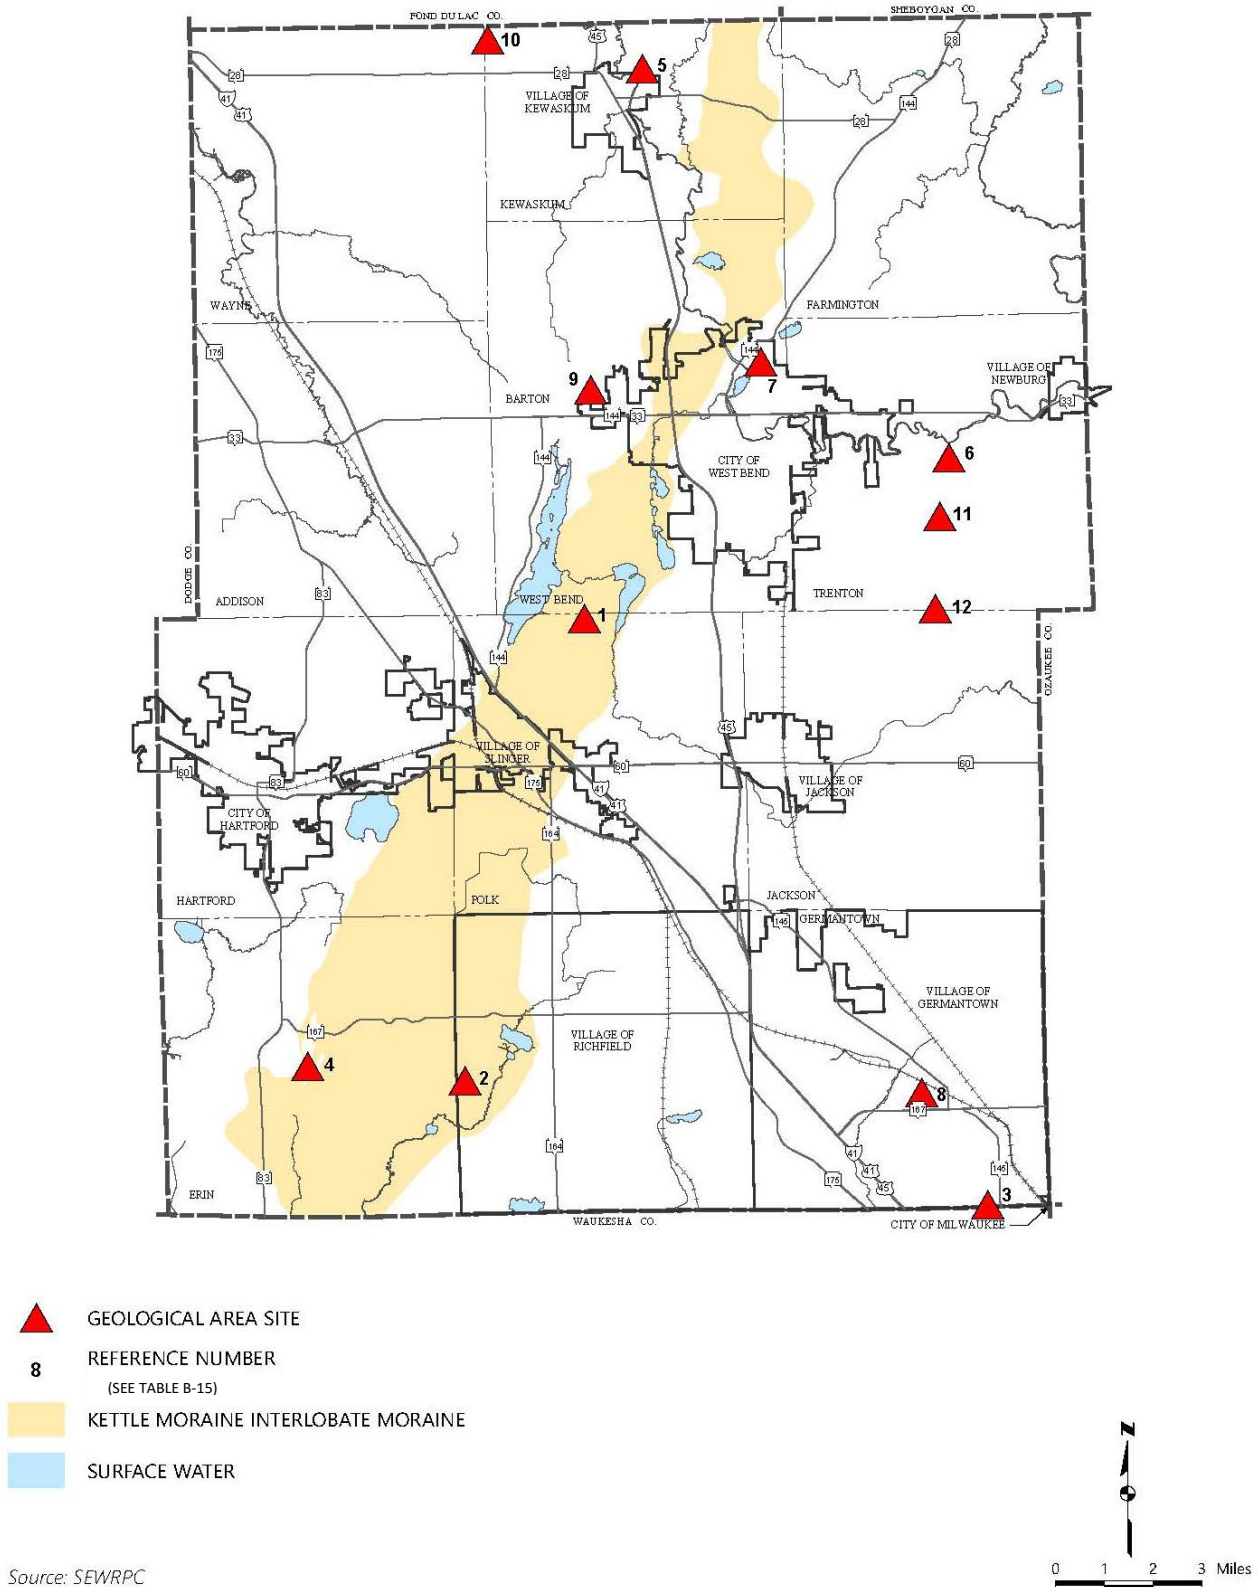 FOND DU LAC CO.
SHEBOYGAN CO.
10
45
28
5
28
28
VILLAGE OF
KEWASKUM
41
41
144
28
KEWASKUM
WAYNE
FARMINGTON
175
144
7
VILLAGE OF
NEWBURG
9
BARTON
33
144
33
33
144
CITY OF
WEST BEND
6
11
DODGE CO.
83
ADDISON
WEST BEND
TRENTON
1
12
OZAUKEE CO.
144
45
VILLAGE OF
SLINGER
60
83
175
60
60
VILLAGE OF
JACKSON
41
41
CITY OF
HARTFORD
164
HARTFORD
POLK
JACKSON
145
GERMANTOWN
VILLAGE OF
GERMANTOWN
167
VILLAGE OF
RICHFIELD
4
2
8
167
164
41
41
45
175
145
83
ERIN
3
WAUKESHA CO.
CITY OF MILWAUKEE
GEOLOGICAL AREA SITE
8
REFERENCE NUMBER
(SEE TABLE B-15)
KETTLE MORAINE INTERLOBATE MORAINE
SURFACE WATER
N
0 1 2 3 Miles
Source: SEWRPC